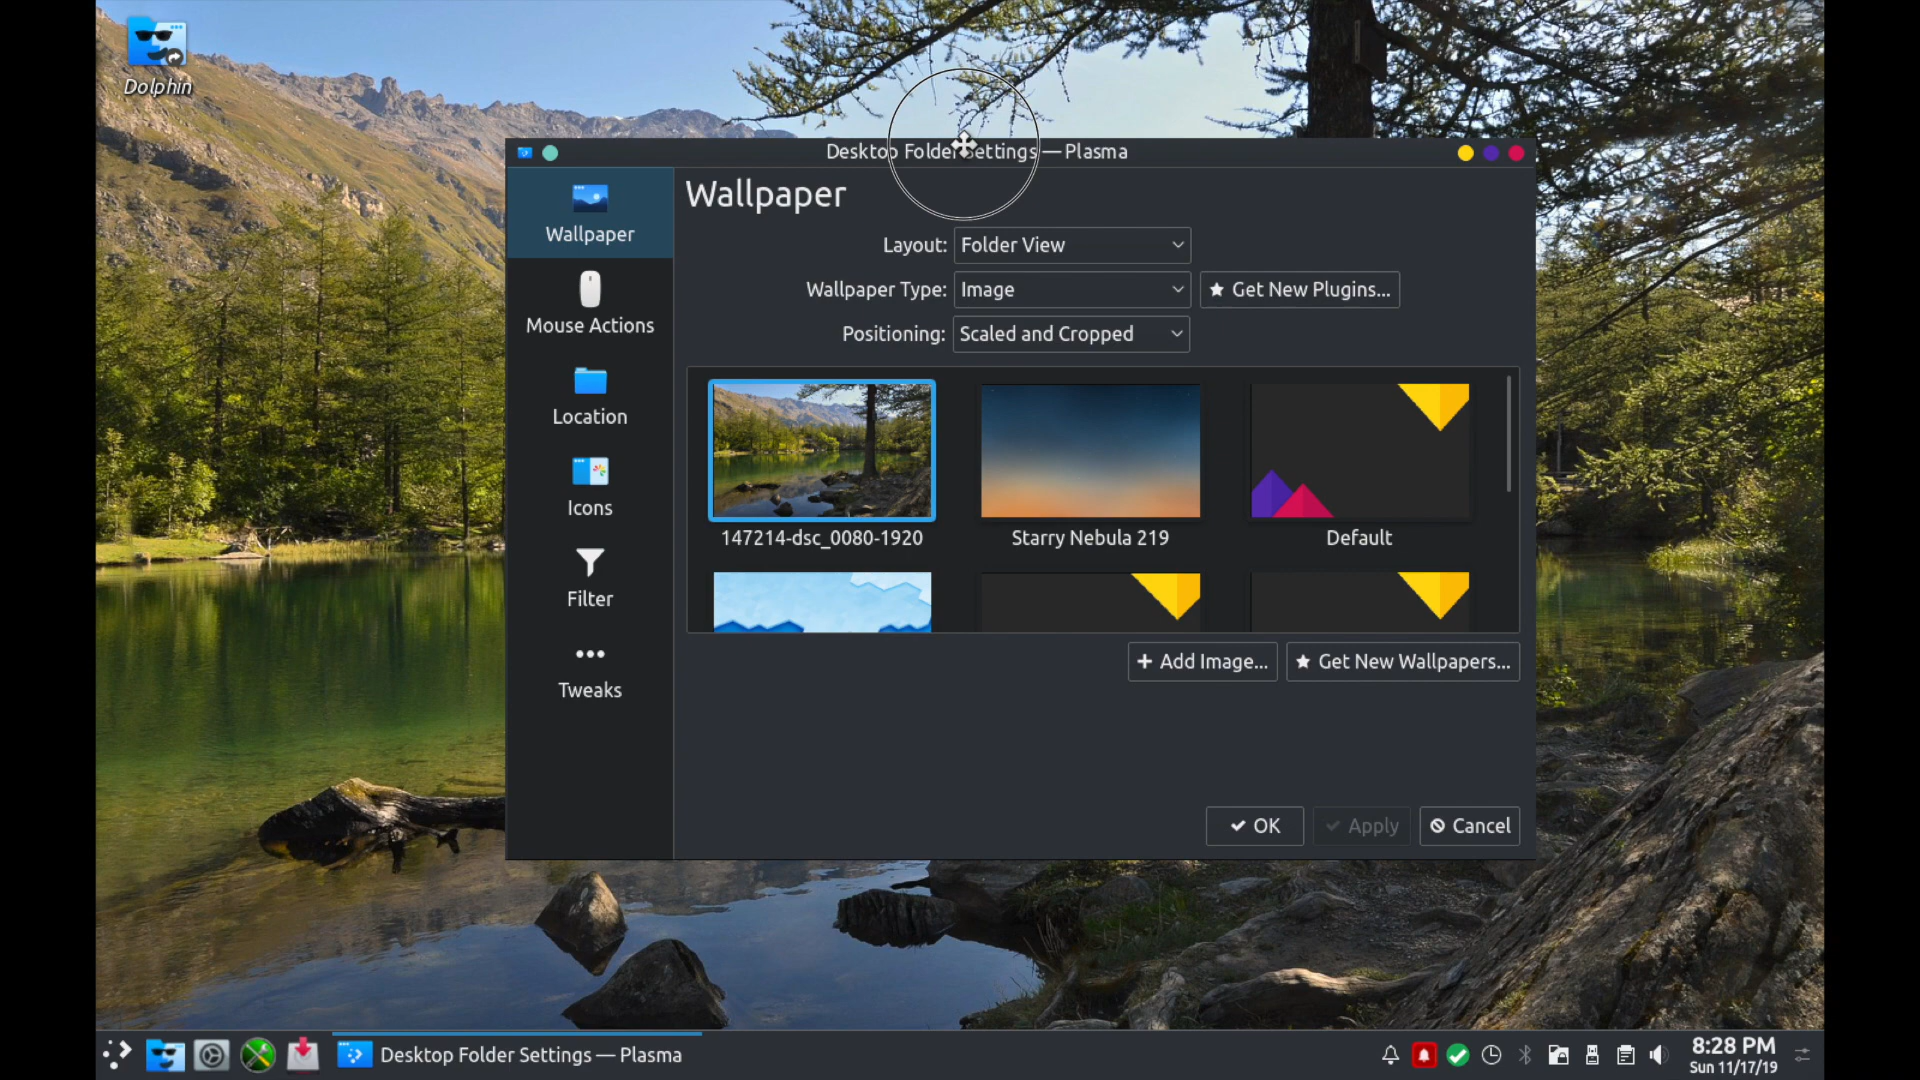 Dolphin
Desktop Folder Settings — Plasma
Wallpaper
Wallpaper
Layout: Folder View
Mouse Actions
Wallpaper Type: Image Get New Plugins...
Positioning: Scaled and Cropped
Location
Icons
147214-dsc_0080-1920 Starry Nebula 219 Default
Filter
Add Image... Get New Wallpapers...
Tweaks
OK Apply Cancel
Desktop Folder Settings — Plasma
8:28 PM
Sun 11/17/19